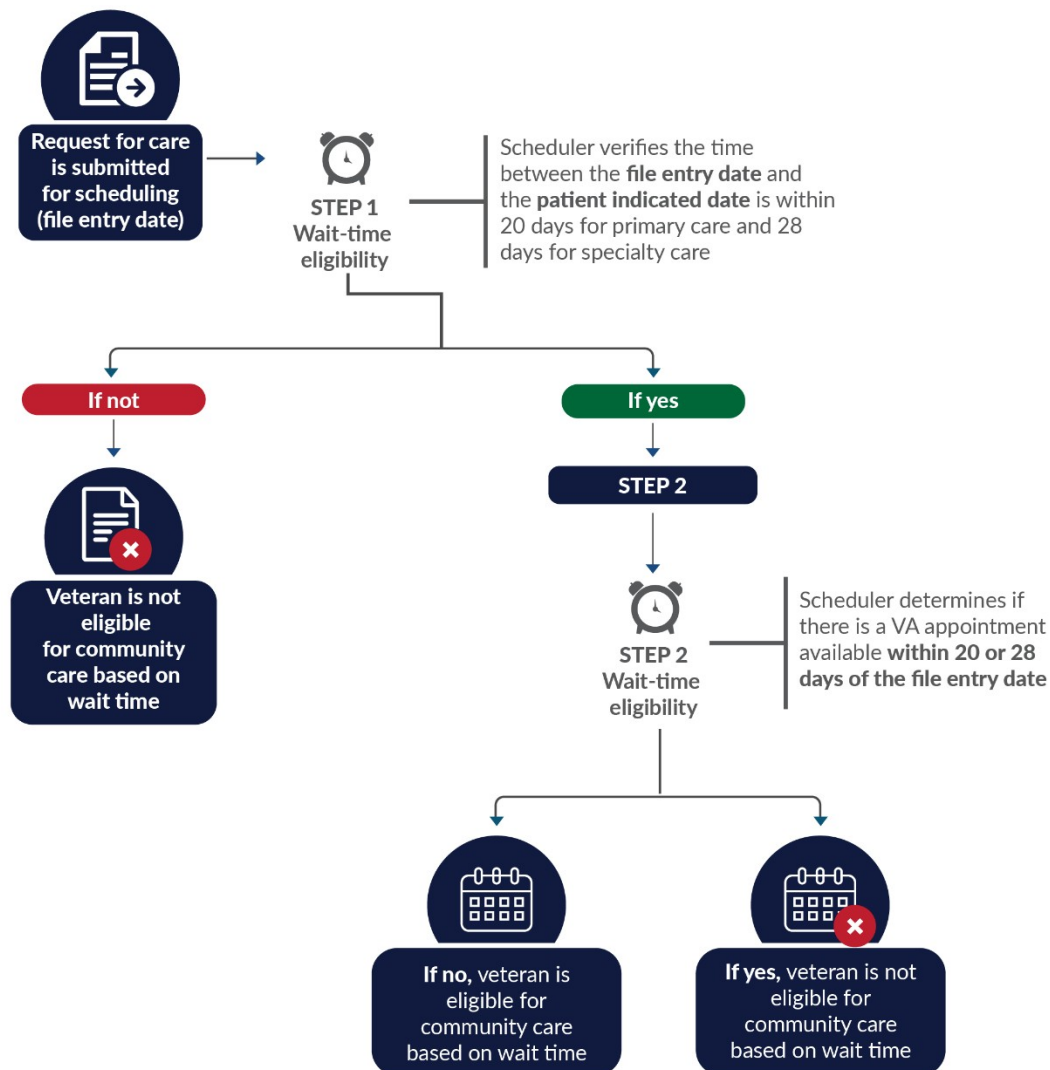 Request for care
is submitted
for scheduling
(file entry date)
STEP 1
Wait-time
eligibility
Scheduler verifies the time
between the file entry date and
the patient indicated date is within
20 days for primary care and 28
days for specialty care
If not
If yes
Veteran is not
eligible
for community
care based on
wait time
STEP 2
STEP 2
Wait-time
eligibility
Scheduler determines if
there is a VA appointment
available within 20 or 28
days of the file entry date
If no, veteran is
eligible for
community care
based on wait time
If yes, veteran is not
eligible for
community care
based on wait time